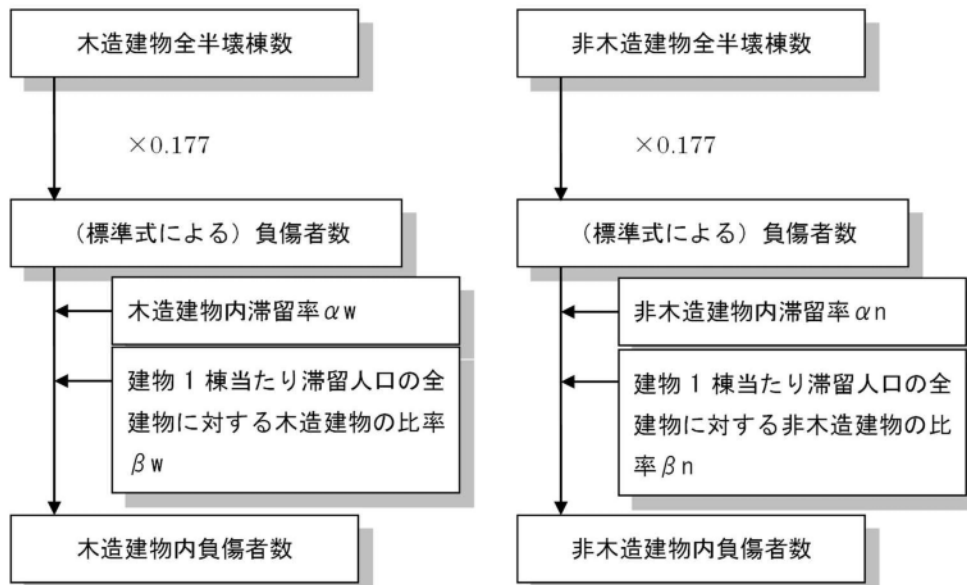 木造建物全半壊棟数
×0.177
(標準式による)負傷者数
木造建物内滞留率αw
建物1棟当たり滞留人口の全
建物に対する木造建物の比率
βw
木造建物内負傷者数
非木造建物全半壊棟数
×0.177
(標準式による)負傷者数
非木造建物内滞留率αn
建物1棟当たり滞留人口の全
建物に対する非木造建物の比
率βn
非木造建物内負傷者数